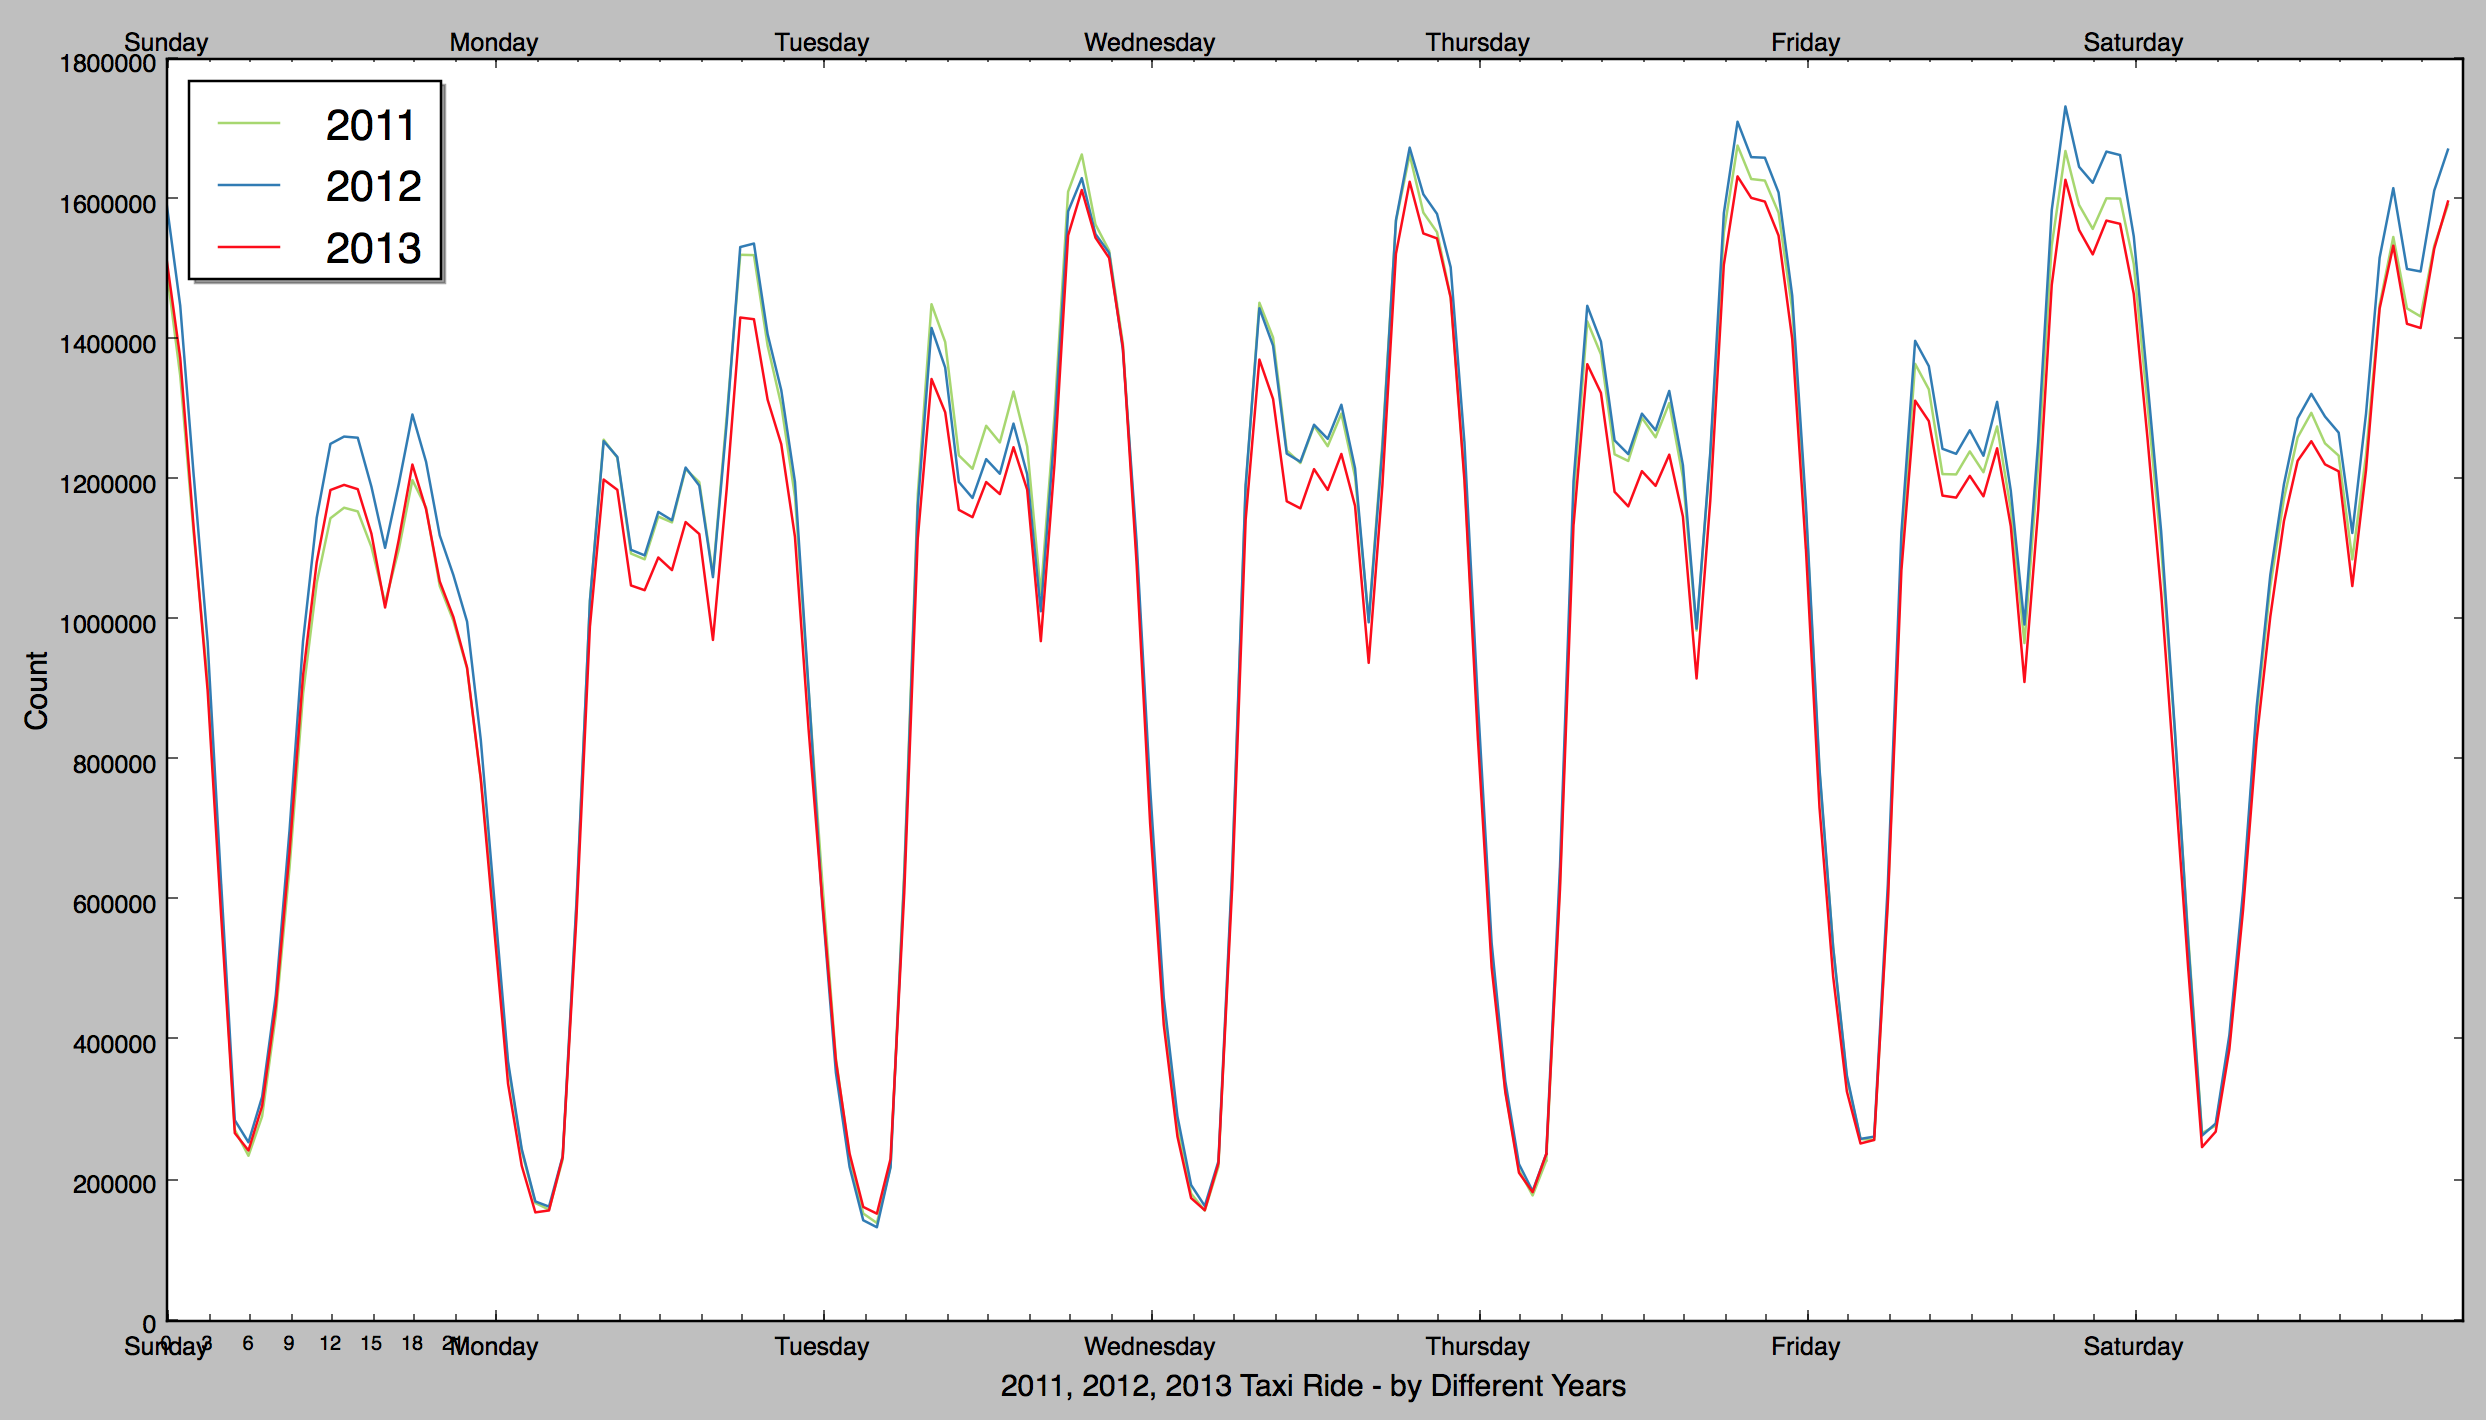 Sunday Monday Tuesday Wednesday Thursday Friday Saturday
1800000
2011
2012
2013
1600000
1400000
1200000
1000000
Count
800000
600000
400000
200000
0
0 3 6 9 12 15 18 21
Sunday Monday Tuesday Wednesday Thursday Friday Saturday
2011, 2012, 2013 Taxi Ride - by Different Years